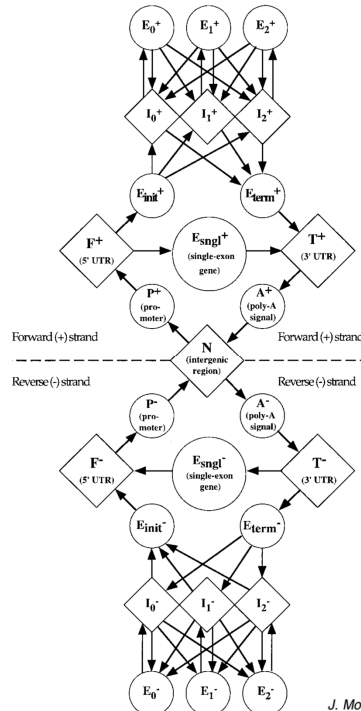 E₀⁺ E₁⁺ E₂⁺
I₀⁺ I₁⁺ I₂⁺
Einit⁺ Eterm⁺
F⁺
(5' UTR)
Esngl⁺
(single-exon
gene)
T⁺
(3' UTR)
P⁺
(pro-
moter)
A⁺
(poly-A
signal)
Forward (+) strand
Forward (+) strand
N
(intergenic
region)
Reverse (-) strand
Reverse (-) strand
P⁻
(pro-
moter)
A⁻
(poly-A
signal)
F⁻
(5' UTR)
Esngl⁻
(single-exon
gene)
T⁻
(3' UTR)
Einit⁻ Eterm⁻
I₀⁻ I₁⁻ I₂⁻
E₀⁻ E₁⁻ E₂⁻
J. Mo